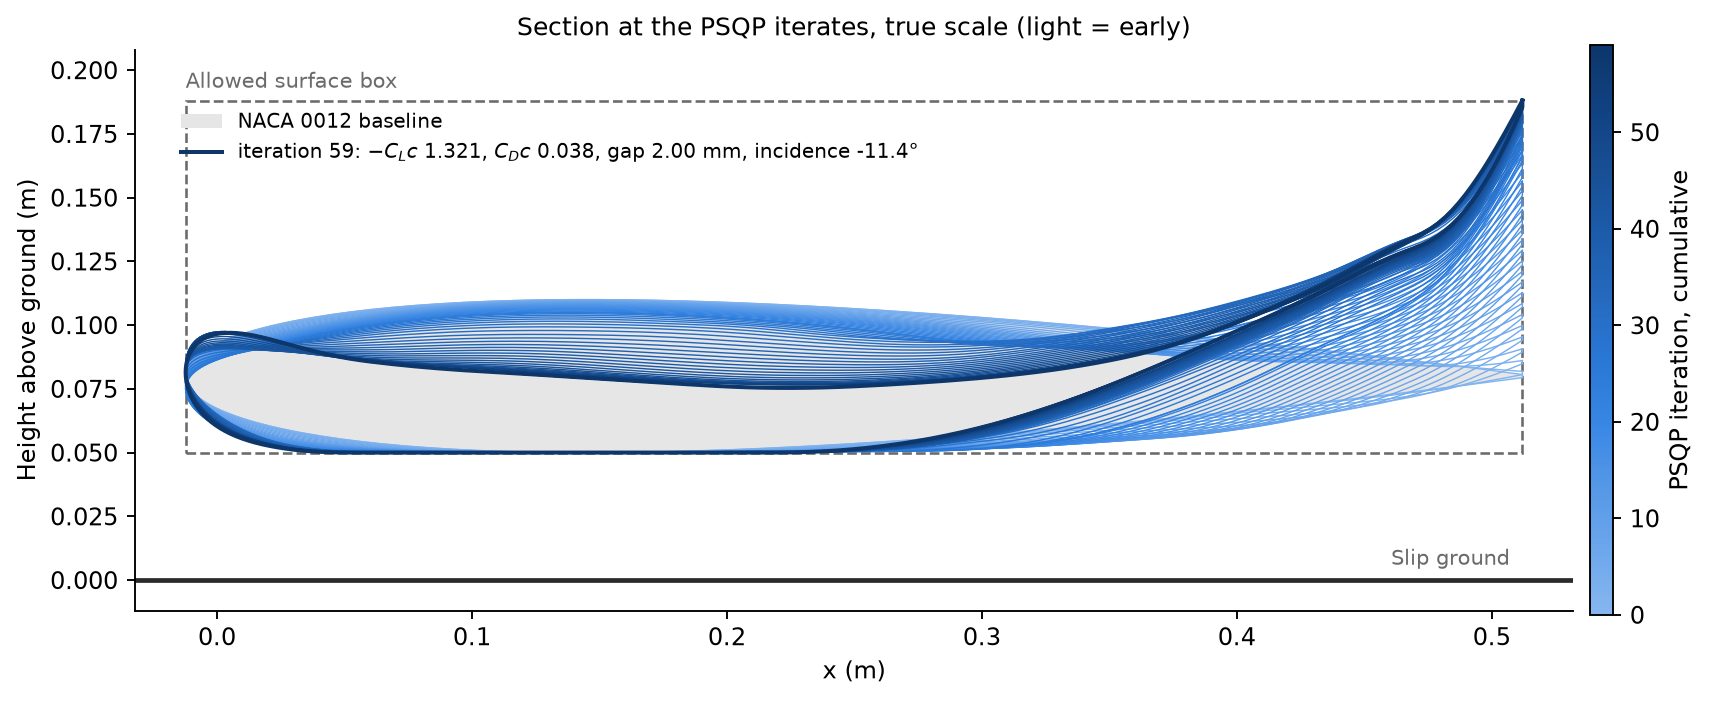 Section at the PSQP iterates, true scale (light = early)
Allowed surface box
NACA 0012 baseline
iteration 59: −C_Lc 1.321, C_Dc 0.038, gap 2.00 mm, incidence -11.4°
Slip ground
Height above ground (m)
0.200
0.175
0.150
0.125
0.100
0.075
0.050
0.025
0.000
0.0 0.1 0.2 0.3 0.4 0.5
x (m)
50
40
30
20
10
0
PSQP iteration, cumulative